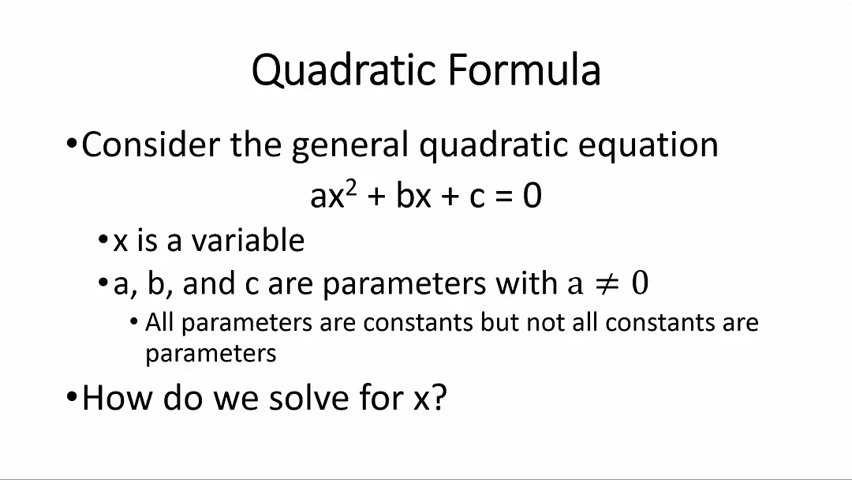 Quadratic Formula
•Consider the general quadratic equation
ax² + bx + c = 0
•x is a variable
•a, b, and c are parameters with a ≠ 0
•All parameters are constants but not all constants are
parameters
•How do we solve for x?